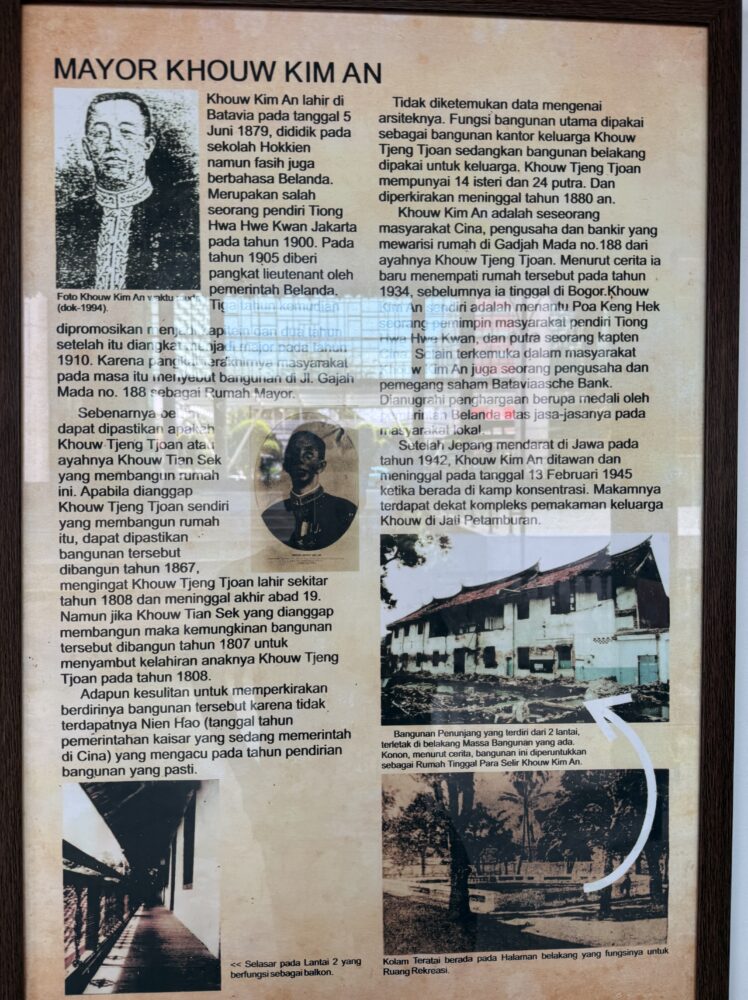 MAYOR KHOUW KIM AN
Khouw Kim An lahir di
Batavia pada tanggal 5
Juni 1879, dididik pada
sekolah Hokkien
namun fasih juga
berbahasa Belanda.
Merupakan salah
seorang pendiri Tiong
Hwa Hwe Kwan Jakarta
pada tahun 1900. Pada
tahun 1905 diberi
pangkat lieutenant oleh
pemerintah Belanda.
Tiga tahun kemudian
Foto Khouw Kim An waktu muda
(dok-1994).
dipromosikan menjadi kapitein dan dua tahun
setelah itu diangkat menjadi major pada tahun
1910. Karena pangkat terakhirnya masyarakat
pada masa itu menyebut bangunan di Jl. Gajah
Mada no. 188 sebagai Rumah Mayor.
Sebenarnya
dapat dipastikan apakah
Khouw Tjeng Tjoan atau
ayahnya Khouw Tian Sek
yang membangun rumah
ini. Apabila dianggap
Khouw Tjeng Tjoan sendiri
yang membangun rumah
itu, dapat dipastikan
bangunan tersebut
dibangun tahun 1867,
mengingat Khouw Tjeng Tjoan lahir sekitar
tahun 1808 dan meninggal akhir abad 19.
Namun jika Khouw Tian Sek yang dianggap
membangun maka kemungkinan bangunan
tersebut dibangun tahun 1807 untuk
menyambut kelahiran anaknya Khouw Tjeng
Tjoan pada tahun 1808.
Adapun kesulitan untuk memperkirakan
berdirinya bangunan tersebut karena tidak
terdapatnya Nien Hao (tanggal tahun
pemerintahan kaisar yang sedang memerintah
di Cina) yang mengacu pada tahun pendirian
bangunan yang pasti.
<< Selasar pada Lantai 2 yang
berfungsi sebagai balkon.
Tidak diketemukan data mengenai
arsiteknya. Fungsi bangunan utama dipakai
sebagai bangunan kantor keluarga Khouw
Tjeng Tjoan sedangkan bangunan belakang
dipakai untuk keluarga. Khouw Tjeng Tjoan
mempunyai 14 isteri dan 24 putra. Dan
diperkirakan meninggal tahun 1880 an.
Khouw Kim An adalah seseorang
masyarakat Cina, pengusaha dan bankir yang
mewarisi rumah di Gadjah Mada no.188 dari
ayahnya Khouw Tjeng Tjoan. Menurut cerita ia
baru menempati rumah tersebut pada tahun
1934, sebelumnya ia tinggal di Bogor.Khouw
Kim An sendiri adalah menantu Poa Keng Hek
seorang pemimpin masyarakat pendiri Tiong
Hwa Hwe Kwan, dan putra seorang kapten
Cina. Selain terkemuka dalam masyarakat
Khouw Kim An juga seorang pengusaha dan
pemegang saham Bataviaasche Bank.
Dianugrahi penghargaan berupa medali oleh
pemerintah Belanda atas jasa-jasanya pada
masyarakat lokal.
Setelah Jepang mendarat di Jawa pada
tahun 1942, Khouw Kim An ditawan dan
meninggal pada tanggal 13 Februari 1945
ketika berada di kamp konsentrasi. Makamnya
terdapat dekat kompleks pemakaman keluarga
Khouw di Jati Petamburan.
Bangunan Penunjang yang terdiri dari 2 lantai,
terletak di belakang Massa Bangunan yang ada.
Konon, menurut cerita, bangunan ini diperuntukkan
sebagai Rumah Tinggal Para Selir Khouw Kim An.
Kolam Teratai berada pada Halaman belakang yang fungsinya untuk
Ruang Rekreasi.